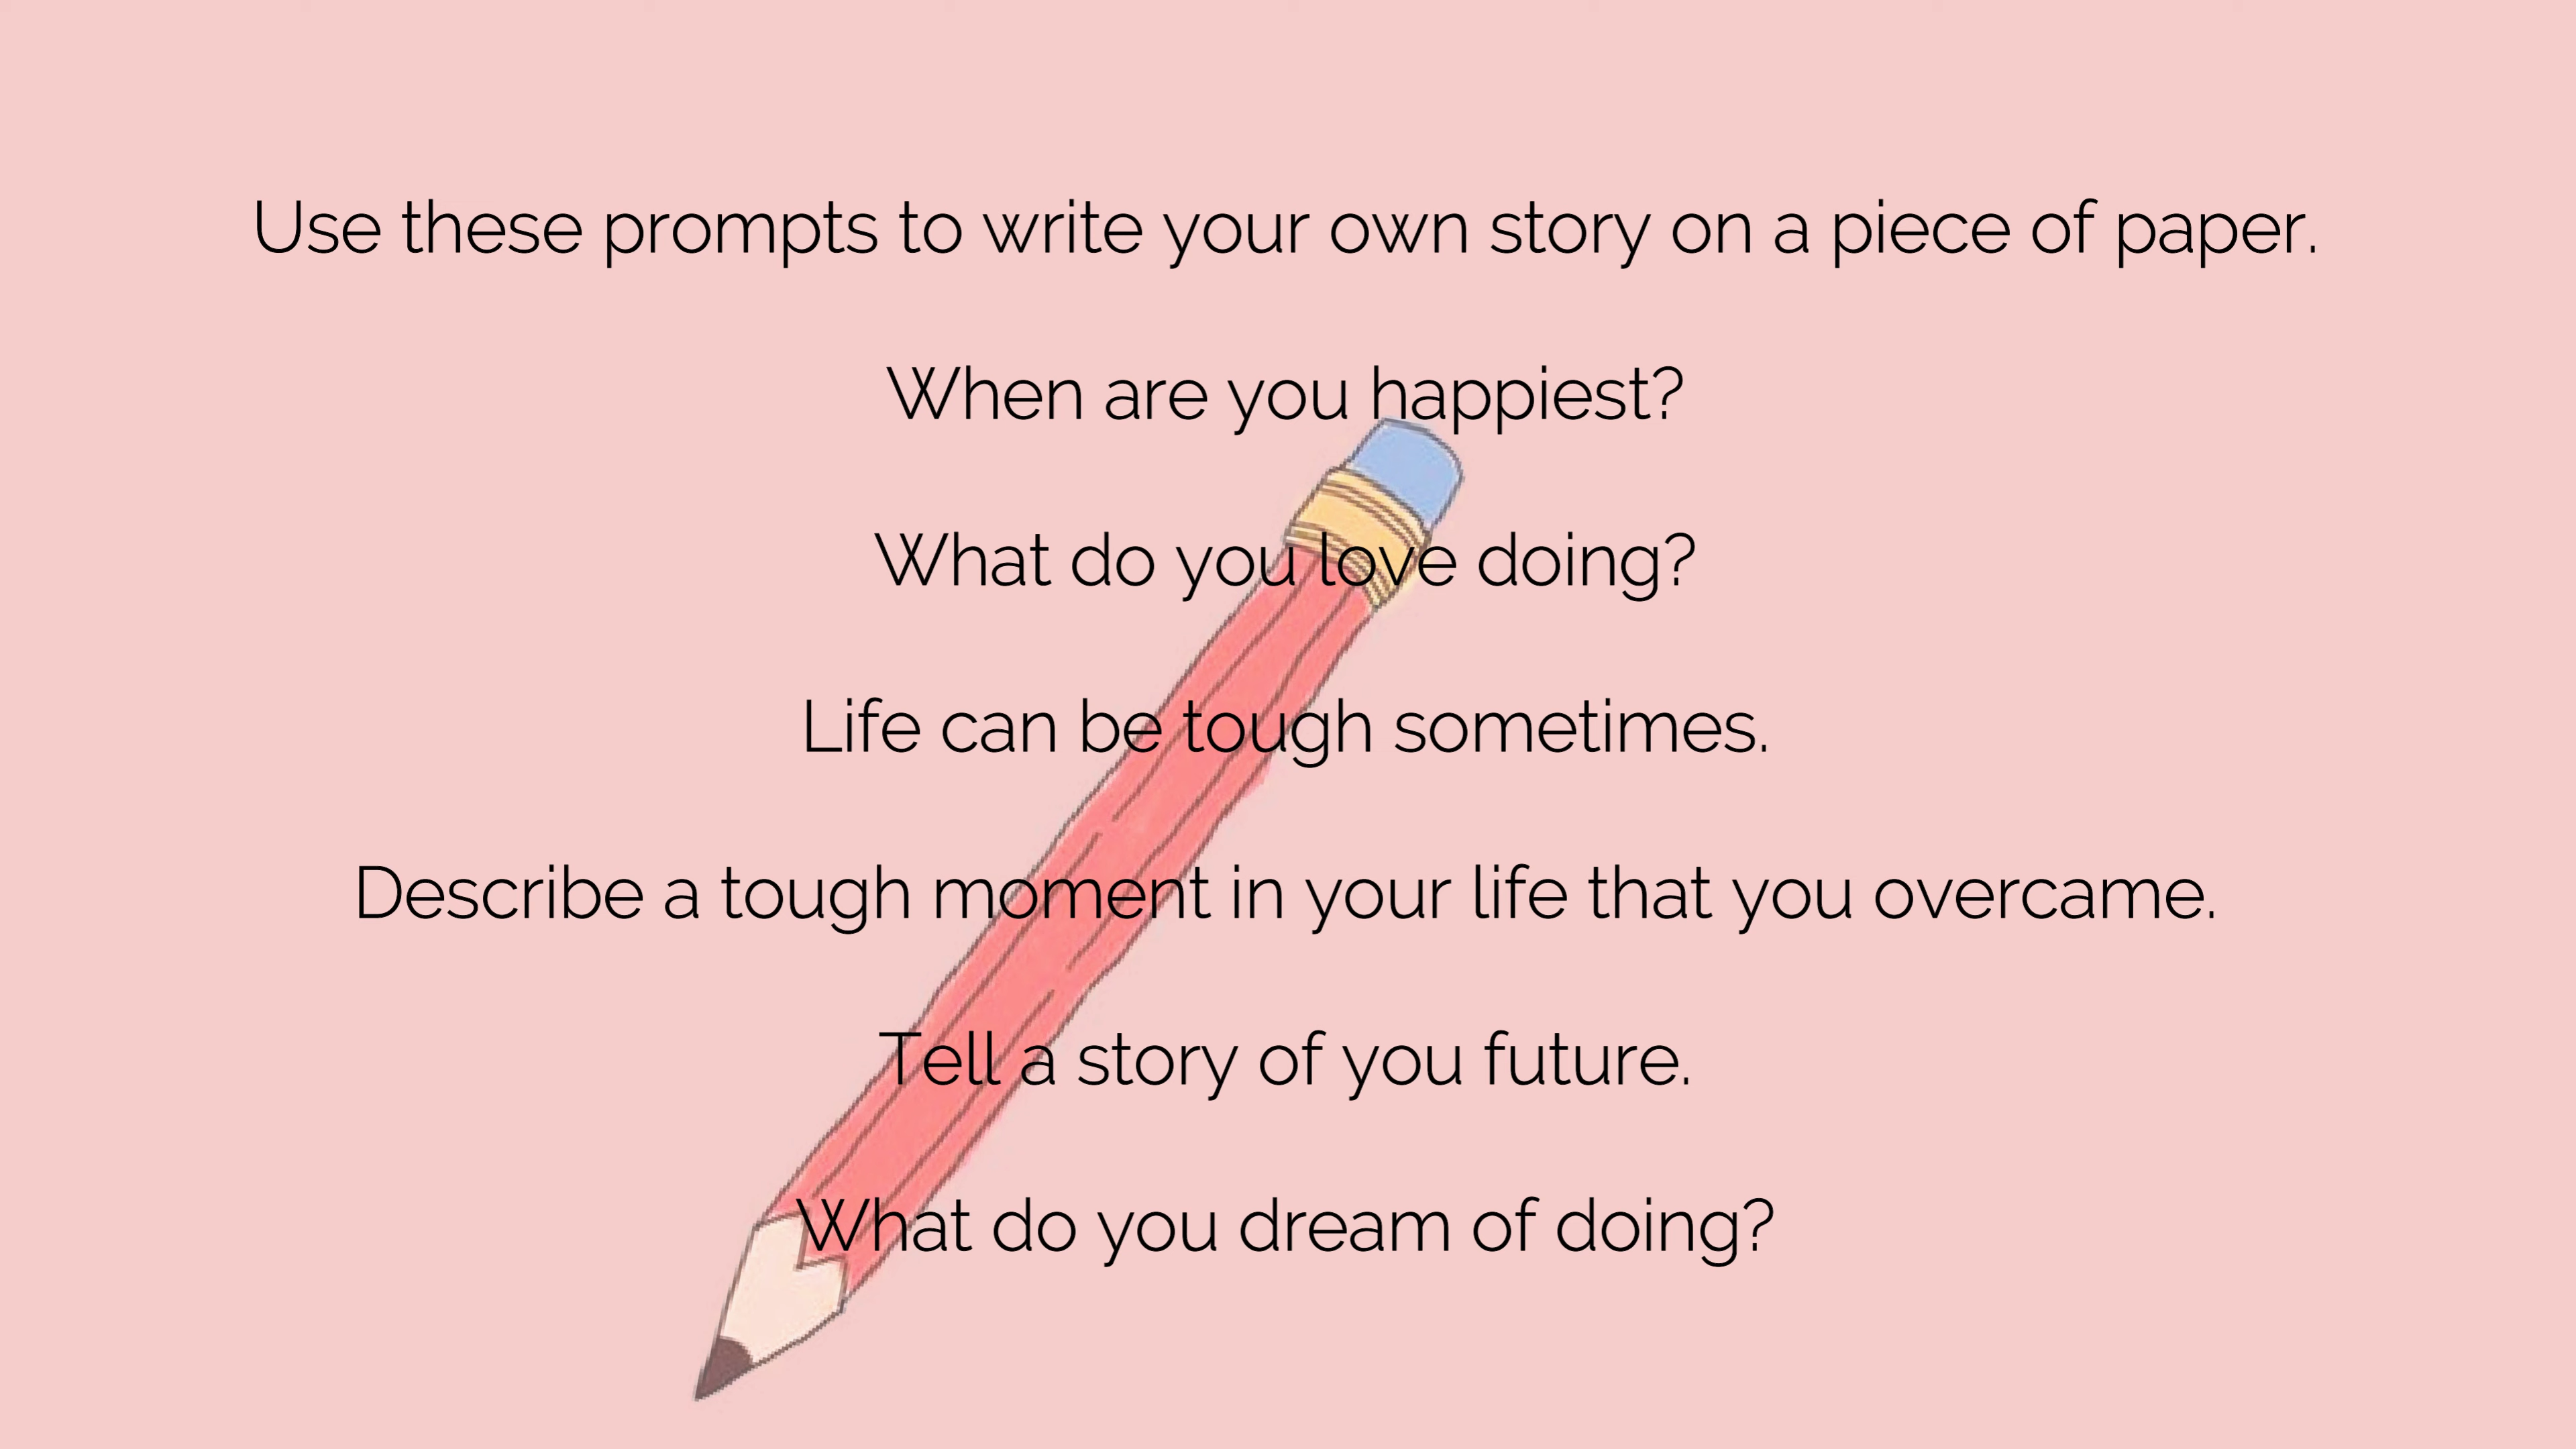 Use these prompts to write your own story on a piece of paper.
When are you happiest?
What do you love doing?
Life can be tough sometimes.
Describe a tough moment in your life that you overcame.
Tell a story of you future.
What do you dream of doing?